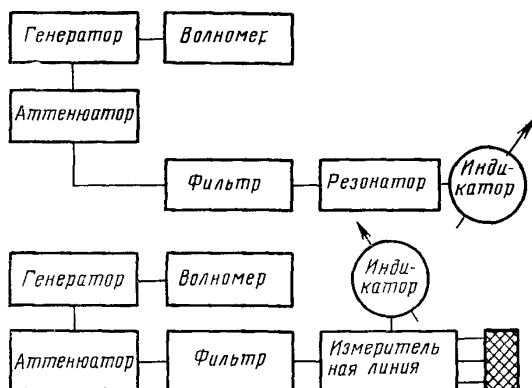 Генератор
Волномер
Аттенюатор
Фильтр
Резонатор
Инди-
катор
Генератор
Волномер
Инди-
катор
Аттенюатор
Фильтр
Измеритель
ная линия